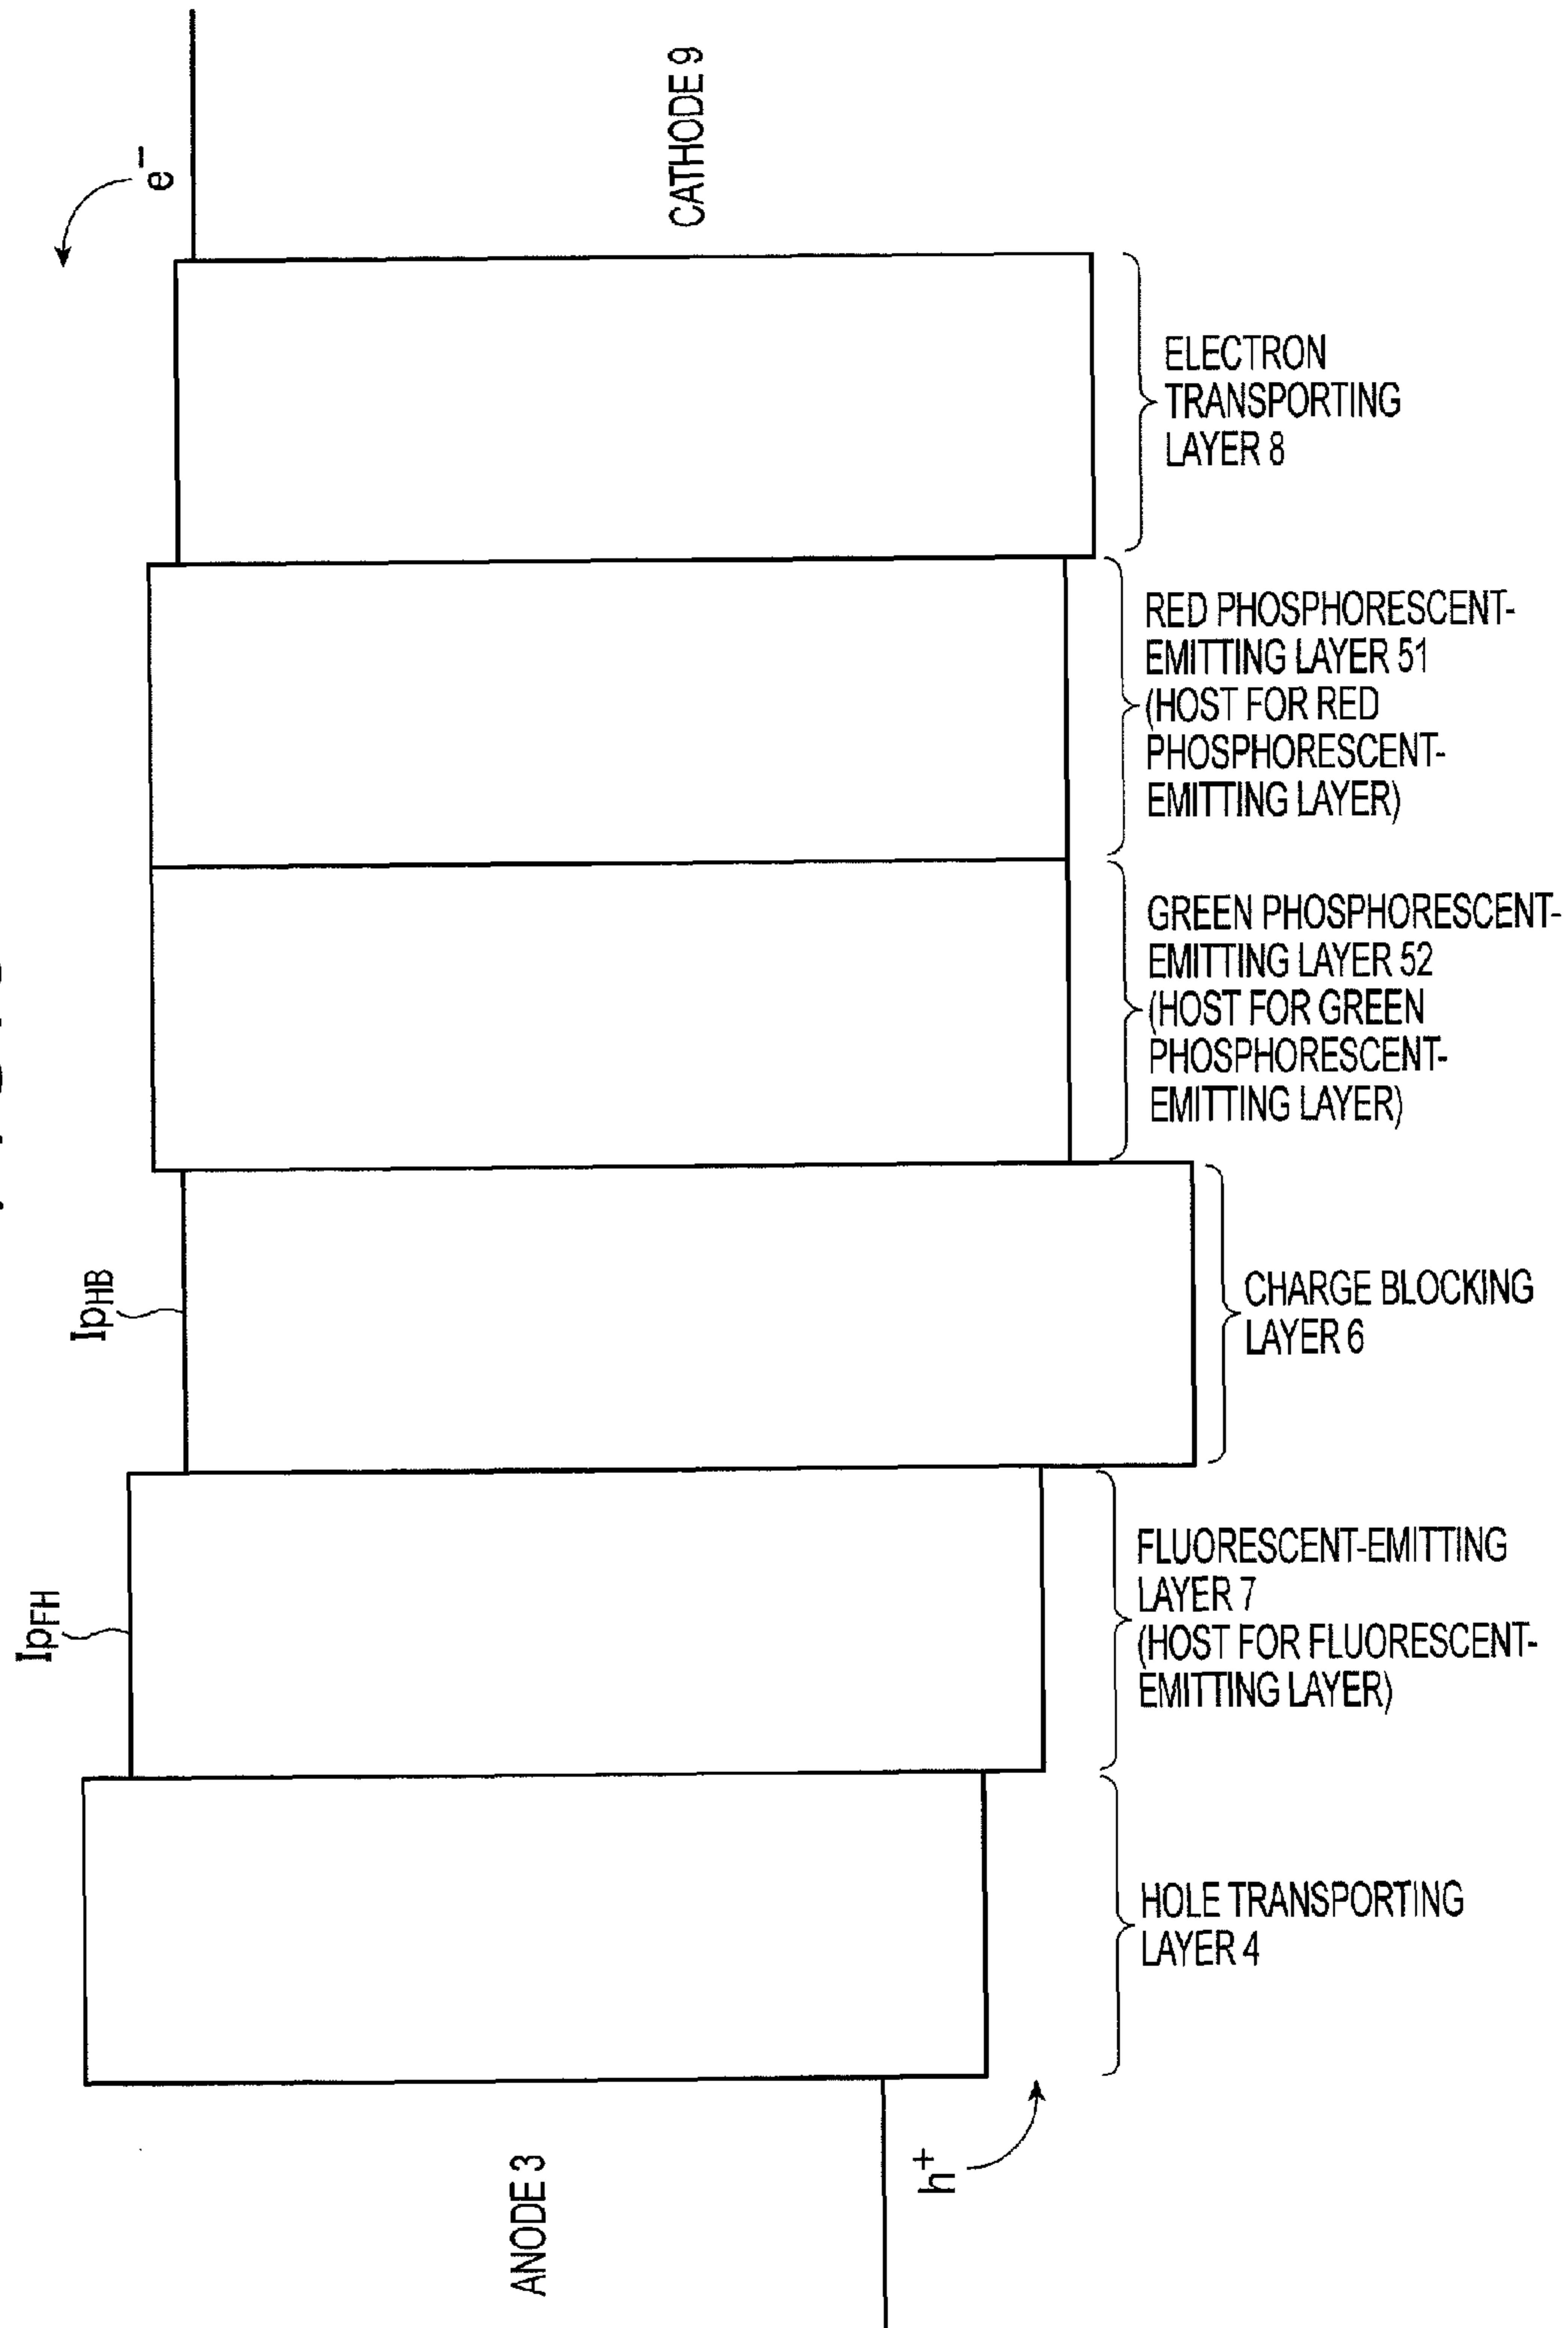 e⁻
CATHODE 9
ELECTRON
TRANSPORTING
LAYER 8
RED PHOSPHORESCENT-
EMITTING LAYER 51
(HOST FOR RED
PHOSPHORESCENT-
EMITTING LAYER)
GREEN PHOSPHORESCENT-
EMITTING LAYER 52
(HOST FOR GREEN
PHOSPHORESCENT-
EMITTING LAYER)
IpHB
CHARGE BLOCKING
LAYER 6
IpFH
FLUORESCENT-EMITTING
LAYER 7
(HOST FOR FLUORESCENT-
EMITTING LAYER)
HOLE TRANSPORTING
LAYER 4
h⁺
ANODE 3